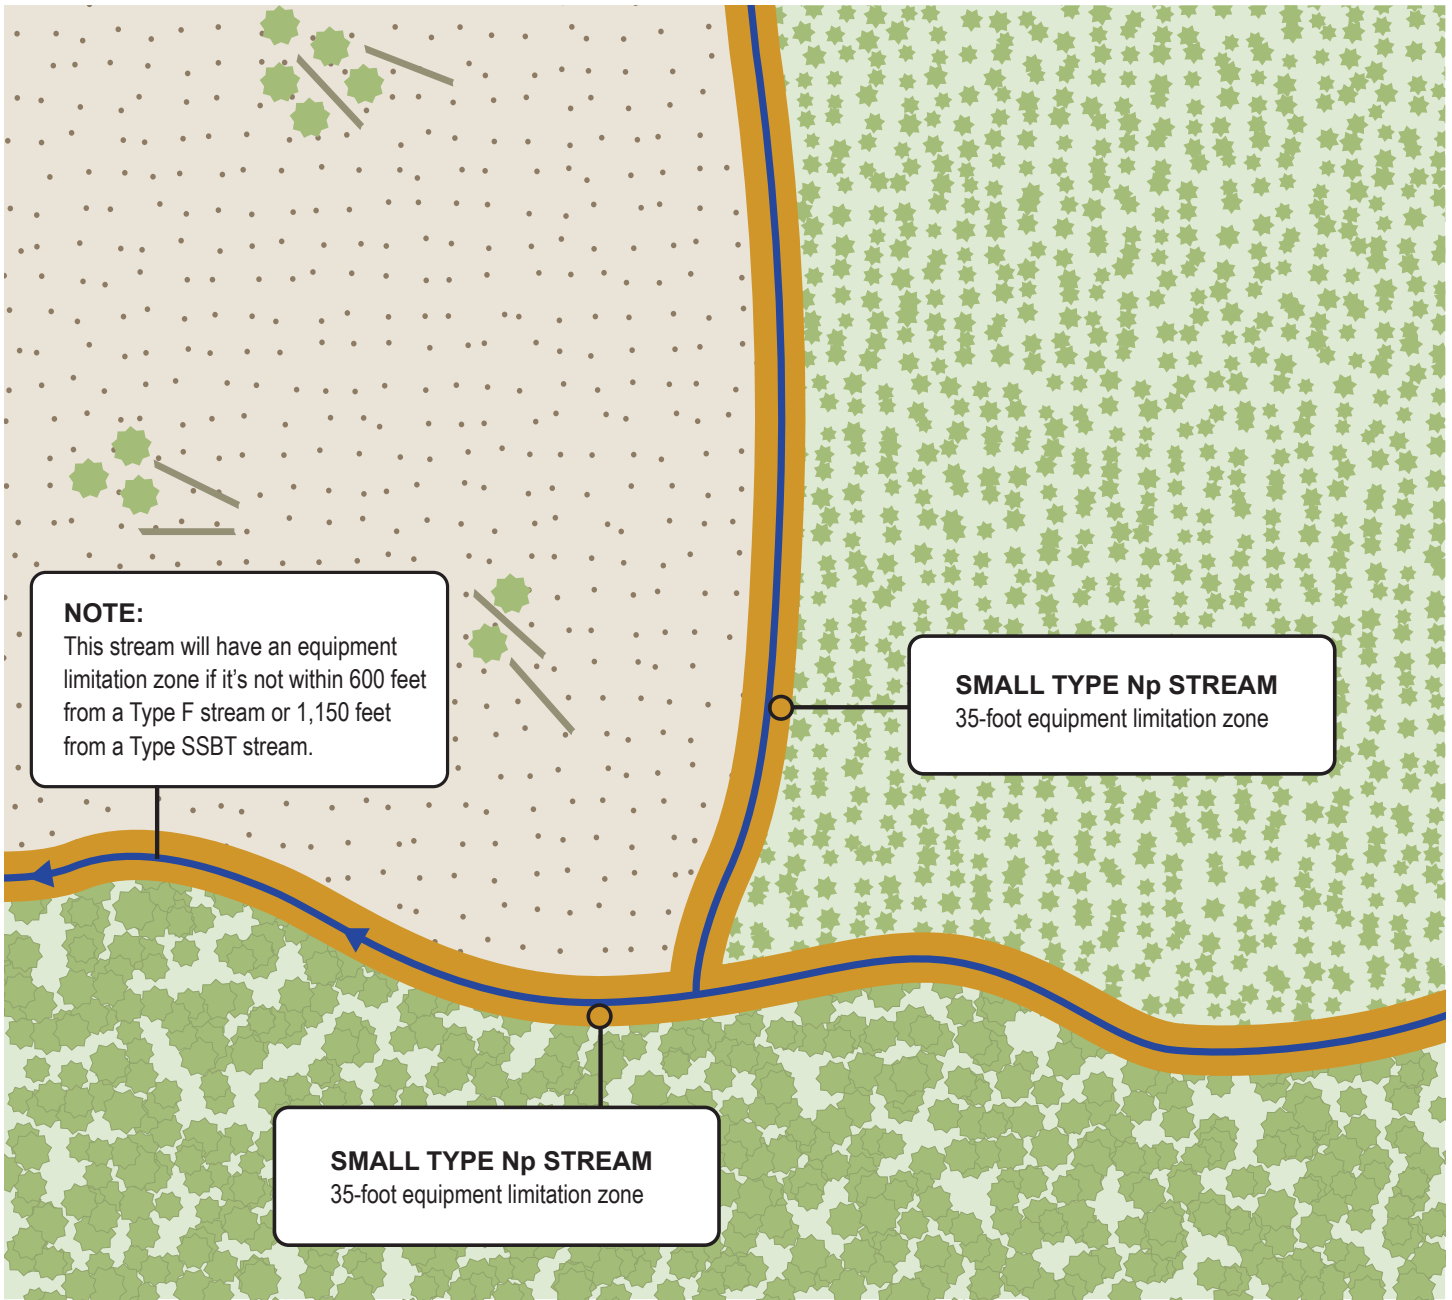 NOTE:
This stream will have an equipment
limitation zone if it's not within 600 feet
from a Type F stream or 1,150 feet
from a Type SSBT stream.
SMALL TYPE Np STREAM
35-foot equipment limitation zone
SMALL TYPE Np STREAM
35-foot equipment limitation zone